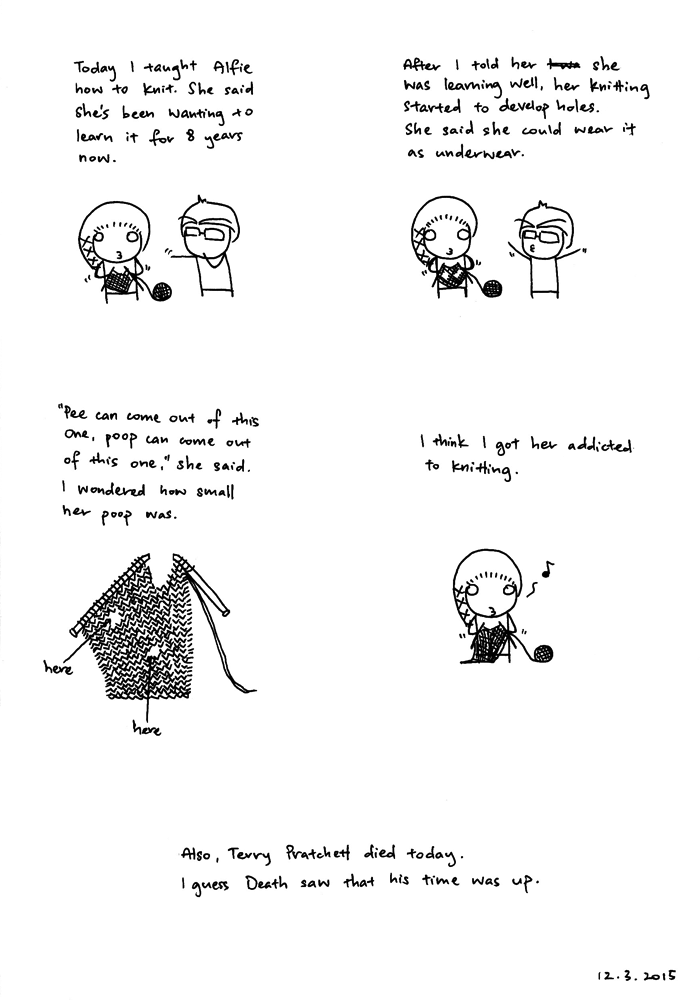 Today I taught Alfie
how to knit. She said
she's been wanting to
learn it for 8 years
now.
After I told her she
was learning well, her knitting
started to develop holes.
She said she could wear it
as underwear.
"Pee can come out of this
one, poop can come out
of this one," she said.
I wondered how small
her poop was.
here
here
I think I got her addicted
to knitting.
Also, Terry Pratchett died today.
I guess Death saw that his time was up.
12.3.2015